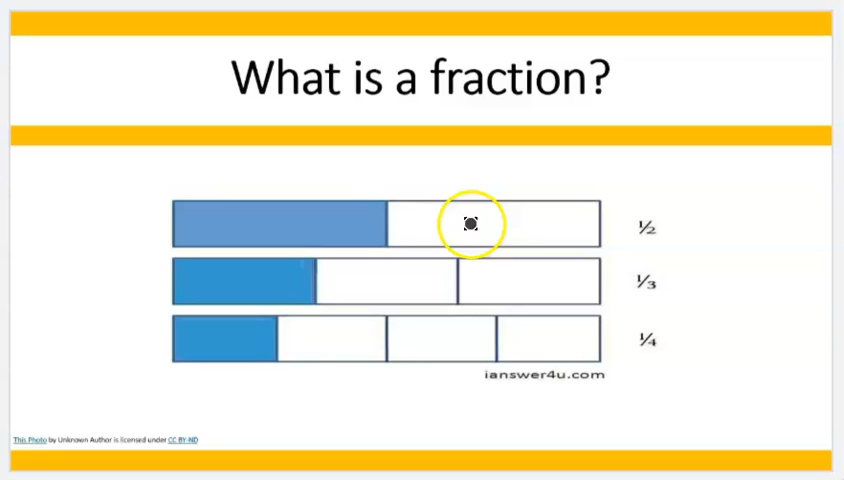 What is a fraction?
½
⅓
¼
ianswer4u.com
This Photo by Unknown Author is licensed under CC BY-ND